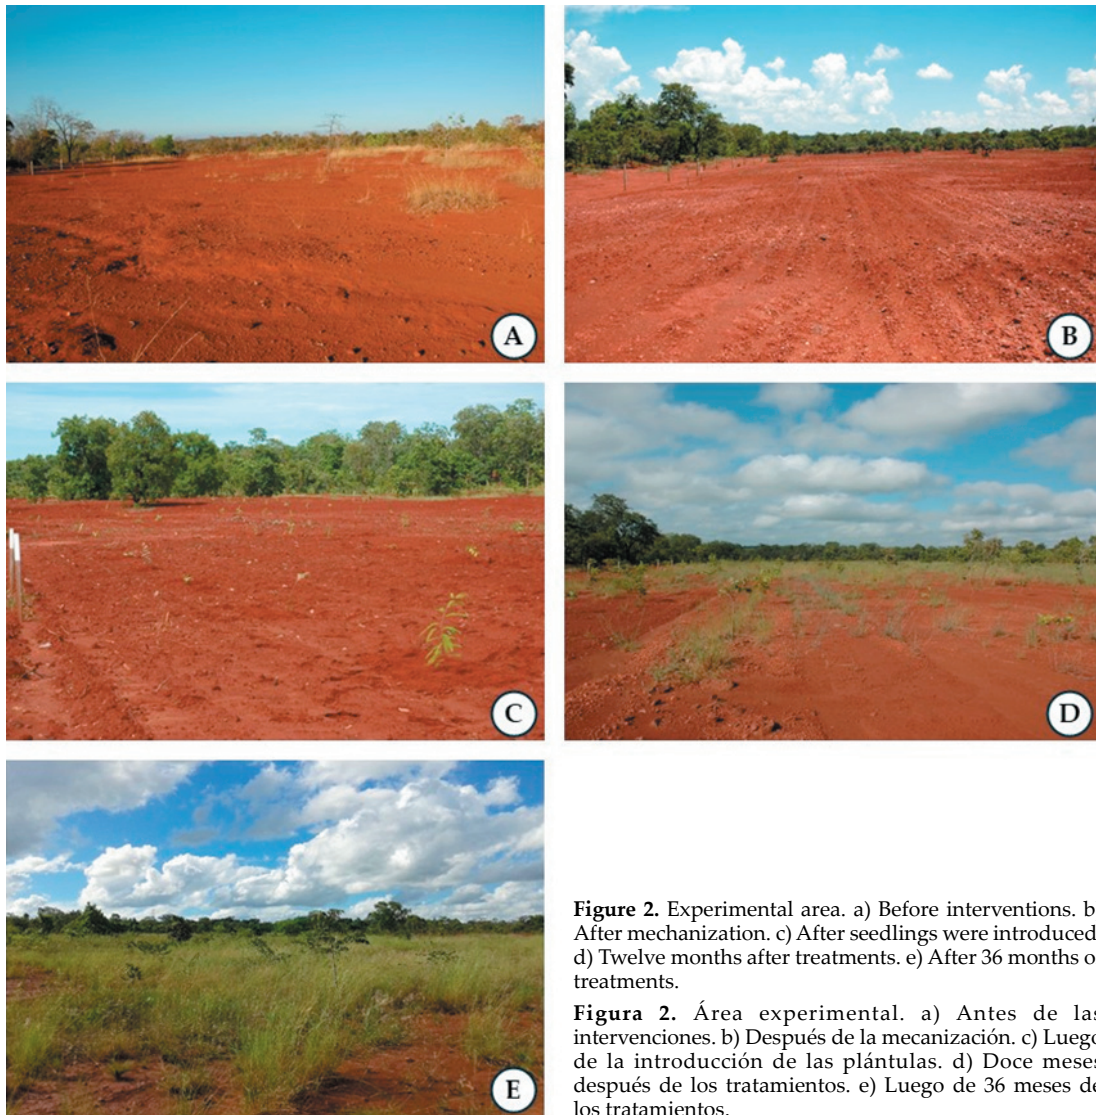 A
B
C
D
E
Figure 2. Experimental area. a) Before interventions. b
After mechanization. c) After seedlings were introduced
d) Twelve months after treatments. e) After 36 months o
treatments.
Figura 2. Área experimental. a) Antes de las
intervenciones. b) Después de la mecanización. c) Luego
de la introducción de las plántulas. d) Doce meses
después de los tratamientos. e) Luego de 36 meses de
los tratamientos.